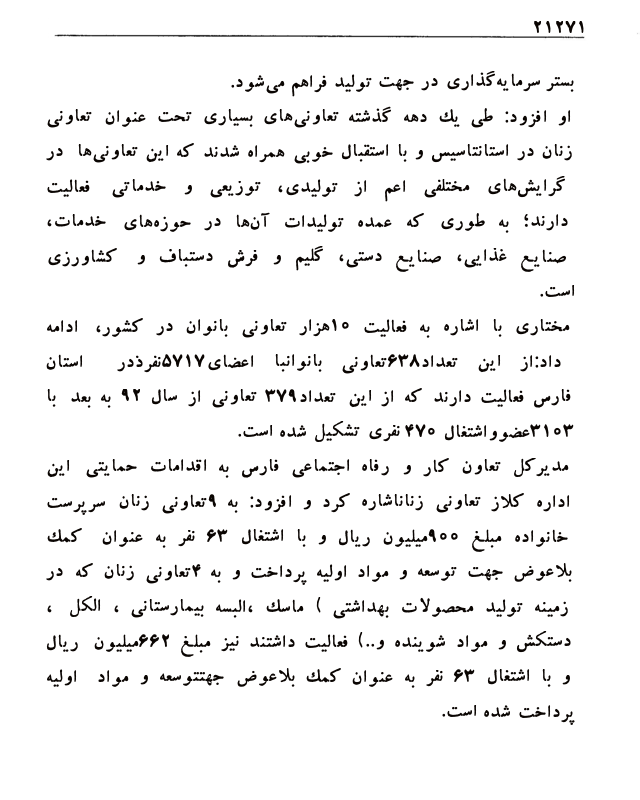 ۲۱۲۷۱
بستر سرمایه‌گذاری در جهت تولید فراهم می‌شود.
او افزود: طی یك دهه گذشته تعاونی‌های بسیاری تحت عنوان تعاونی
زنان در استانتاسیس و با استقبال خوبی همراه شدند که این تعاونی‌ها در
گرایش‌های مختلفی اعم از تولیدی، توزیعی و خدماتی فعالیت
دارند؛ به طوری که عمده تولیدات آن‌ها در حوزه‌های خدمات،
صنایع غذایی، صنایع دستی، گلیم و فرش دستباف و کشاورزی
است.
مختاری با اشاره به فعالیت ۱۰هزار تعاونی بانوان در کشور، ادامه
داد:از این تعداد۶۳۸تعاونی بانوانبا اعضای۵۷۱۷نفرذدر استان
فارس فعالیت دارند که از این تعداد۳۷۹ تعاونی از سال ۹۲ به بعد با
۳۱۰۳عضوواشتغال ۴۷۰نفری تشکیل شده است.
مدیرکل تعاون کار و رفاه اجتماعی فارس به اقدامات حمایتی این
اداره کلاز تعاونی زناناشاره کرد و افزود: به ۹تعاونی زنان سرپرست
خانواده مبلغ ۹۰۰میلیون ریال و با اشتغال ۶۳ نفر به عنوان کمك
بلاعوض جهت توسعه و مواد اولیه پرداخت و به ۴تعاونی زنان که در
زمینه تولید محصولات بهداشتی ) ماسك ،البسه بیمارستانی ، الکل ،
دستکش و مواد شوینده و..) فعالیت داشتند نیز مبلغ ۶۶۲میلیون ریال
و با اشتغال ۶۳ نفر به عنوان کمك بلاعوض جهتتوسعه و مواد اولیه
پرداخت شده است.